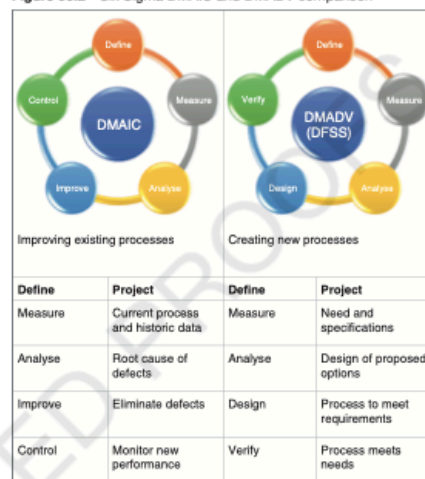 Define
Define
Control
Measure
Verify
Measure
DMAIC
DMADV
(DFSS)
Improve
Analyse
Design
Analyse
Improving existing processes
Creating new processes
Define Project Define Project
Measure Current process and historic data Measure Need and specifications
Analyse Root cause of defects Analyse Design of proposed options
Improve Eliminate defects Design Process to meet requirements
Control Monitor new performance Verify Process meets needs